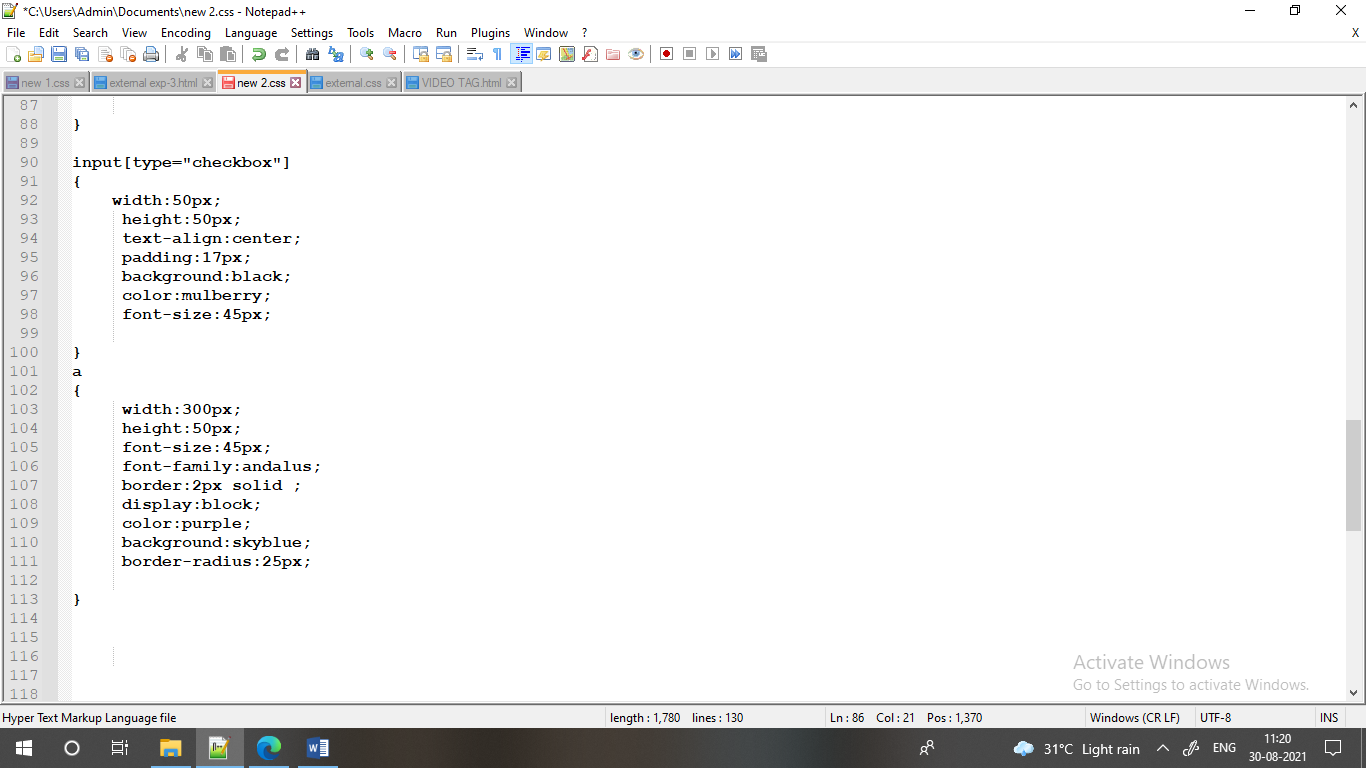 *C:\Users\Admin\Documents\new 2.css - Notepad++
File Edit Search View Encoding Language Settings Tools Macro Run Plugins Window ? X
new 1.css external exp-3.html new 2.css external.css VIDEO TAG.html
87
88 }
89
90 input[type="checkbox"]
91 {
92 width:50px;
93 height:50px;
94 text-align:center;
95 padding:17px;
96 background:black;
97 color:mulberry;
98 font-size:45px;
99
100 }
101 a
102 {
103 width:300px;
104 height:50px;
105 font-size:45px;
106 font-family:andalus;
107 border:2px solid ;
108 display:block;
109 color:purple;
110 background:skyblue;
111 border-radius:25px;
112
113 }
114
115
116
117
118
Activate Windows
Go to Settings to activate Windows.
Hyper Text Markup Language file length : 1,780 lines : 130 Ln : 86 Col : 21 Pos : 1,370 Windows (CR LF) UTF-8 INS
31°C Light rain ENG 11:20
30-08-2021